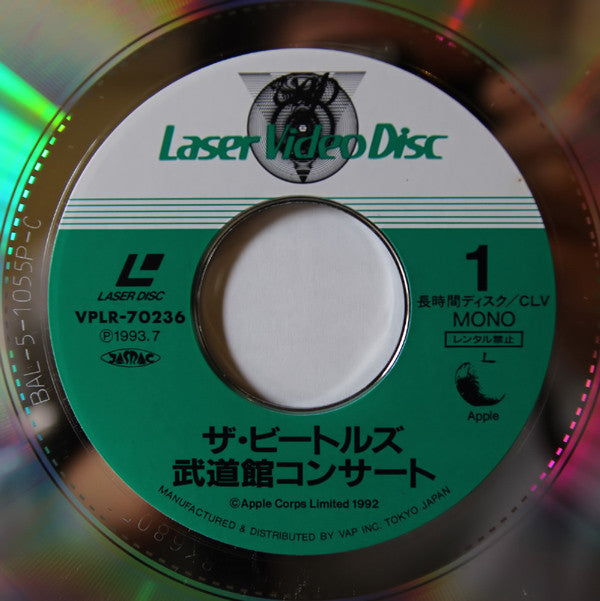 Laser Video Disc
LASER DISC
VPLR-70236
Ⓟ1993.7
JASRAC
1
長時間ディスク/CLV
MONO
レンタル禁止
Apple
ザ・ビートルズ
武道館コンサート
©Apple Corps Limited 1992
MANUFACTURED & DISTRIBUTED BY VAP INC. TOKYO JAPAN
BAL-5-1055P-C